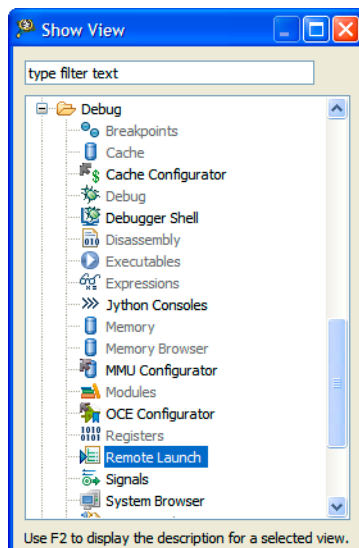 Show View
type filter text
Debug
Breakpoints
Cache
Cache Configurator
Debug
Debugger Shell
Disassembly
Executables
Expressions
Jython Consoles
Memory
Memory Browser
MMU Configurator
Modules
OCE Configurator
Registers
Remote Launch
Signals
System Browser
Use F2 to display the description for a selected view.